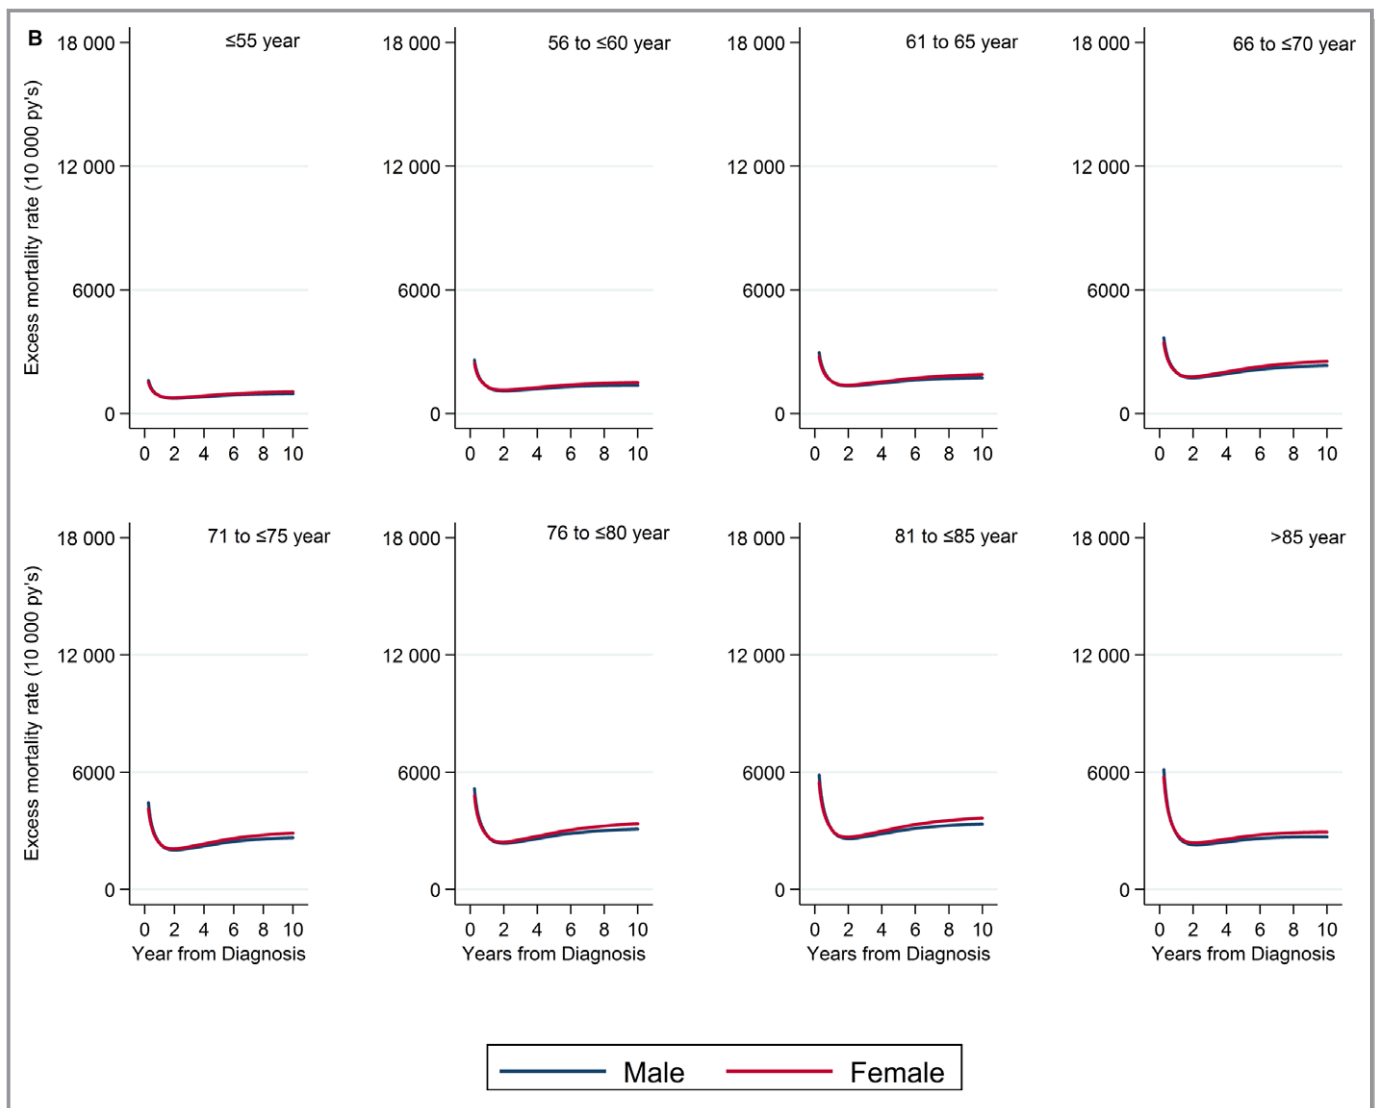 B
Excess mortality rate (10 000 py's)
18 000
12 000
6000
0
0 2 4 6 8 10
≤55 year
18 000
12 000
6000
0
0 2 4 6 8 10
56 to ≤60 year
18 000
12 000
6000
0
0 2 4 6 8 10
61 to 65 year
18 000
12 000
6000
0
0 2 4 6 8 10
66 to ≤70 year
Excess mortality rate (10 000 py's)
18 000
12 000
6000
0
0 2 4 6 8 10
Year from Diagnosis
71 to ≤75 year
18 000
12 000
6000
0
0 2 4 6 8 10
Years from Diagnosis
76 to ≤80 year
18 000
12 000
6000
0
0 2 4 6 8 10
Years from Diagnosis
81 to ≤85 year
18 000
12 000
6000
0
0 2 4 6 8 10
Years from Diagnosis
>85 year
Male Female